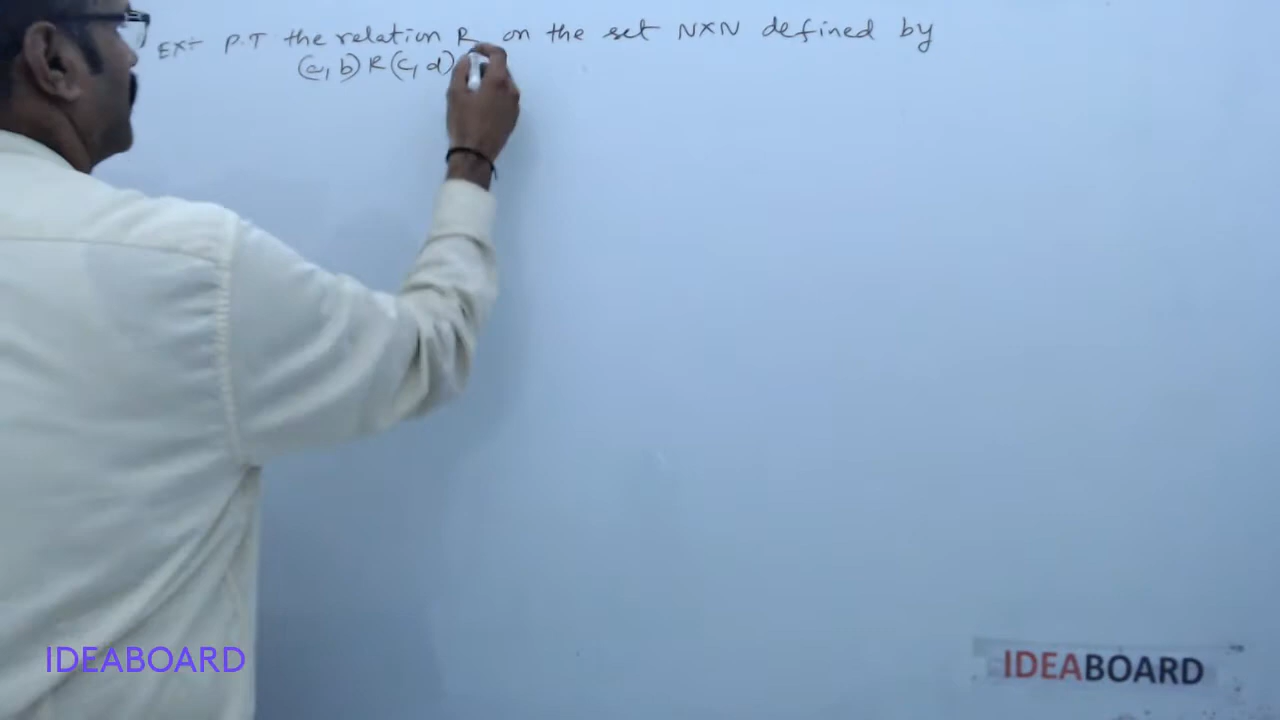 EX:- P.T the relation R on the set N×N defined by
(a, b) R (c, d)
IDEABOARD
IDEABOARD